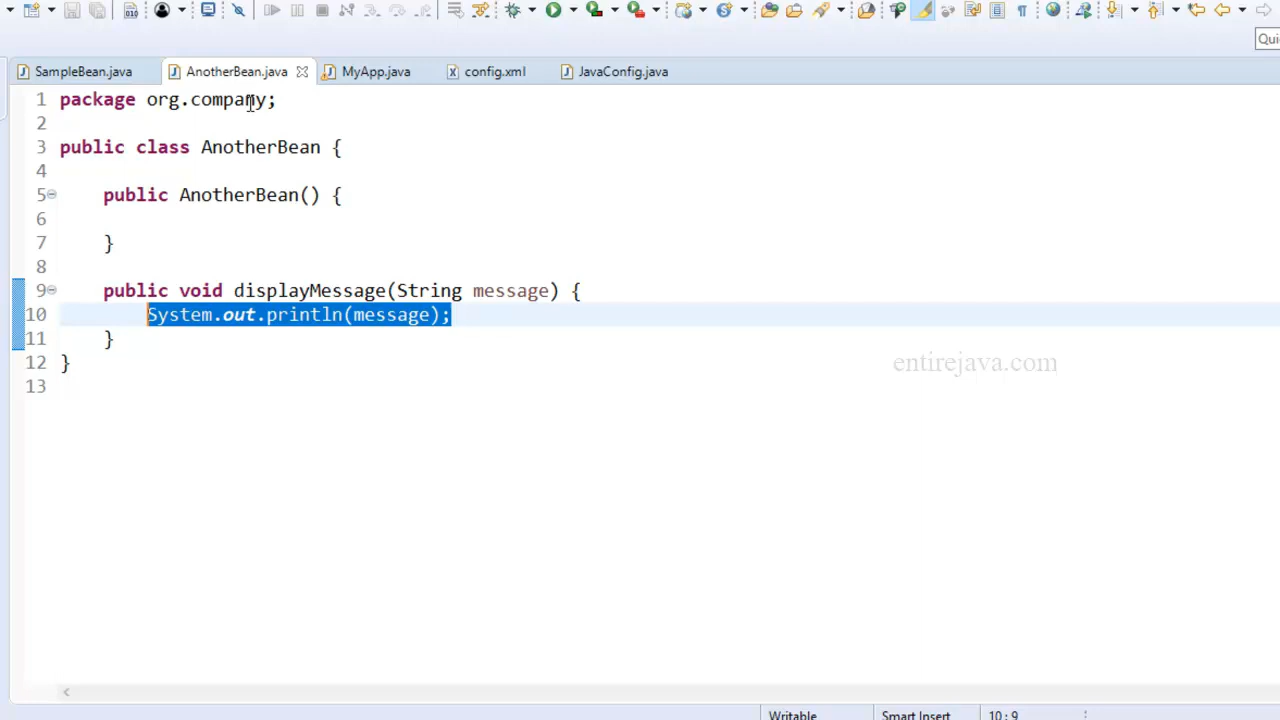 Qui
SampleBean.java
AnotherBean.java
MyApp.java
config.xml
JavaConfig.java
1 package org.company;
2
3 public class AnotherBean {
4
5 public AnotherBean() {
6
7 }
8
9 public void displayMessage(String message) {
10 System.out.println(message);
11 }
12 }
13
entirejava.com
Writable
Smart Insert
10 : 9